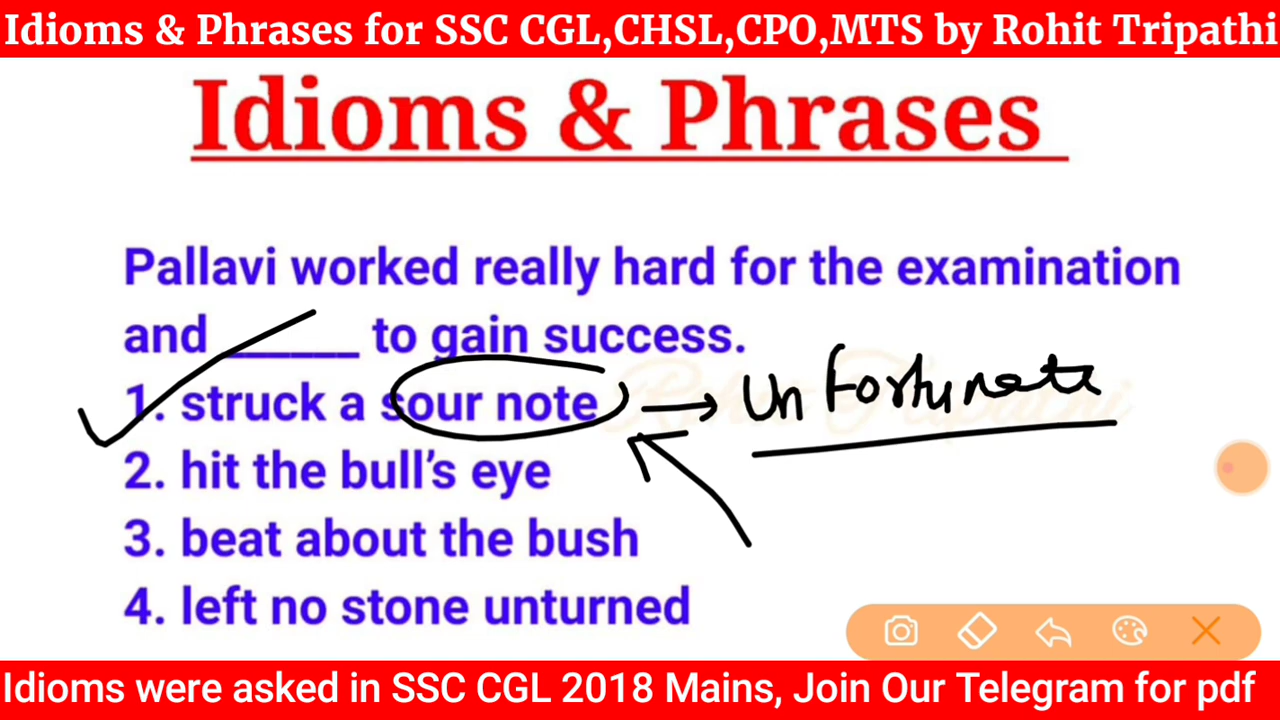 Idioms & Phrases for SSC CGL,CHSL,CPO,MTS by Rohit Tripathi
Idioms & Phrases
Pallavi worked really hard for the examination
and ______ to gain success.
1. struck a sour note → Unfortunate
2. hit the bull's eye
3. beat about the bush
4. left no stone unturned
Idioms were asked in SSC CGL 2018 Mains, Join Our Telegram for pdf